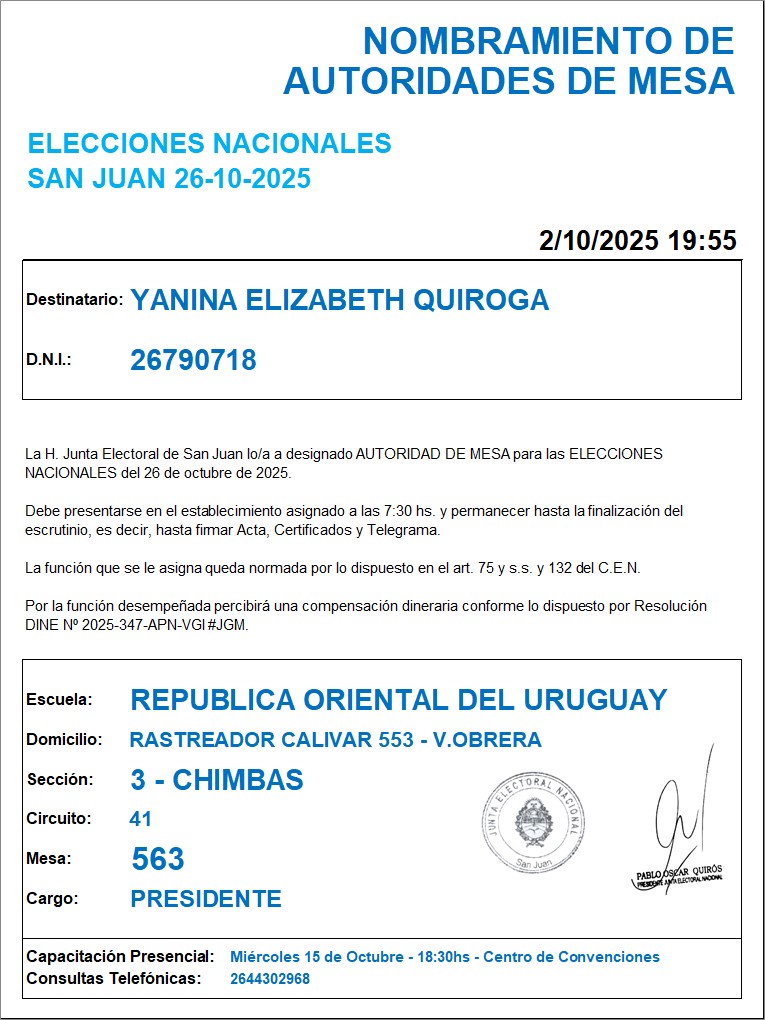 NOMBRAMIENTO DE
AUTORIDADES DE MESA
ELECCIONES NACIONALES
SAN JUAN 26-10-2025
2/10/2025 19:55
Destinatario: YANINA ELIZABETH QUIROGA
D.N.I.: 26790718
La H. Junta Electoral de San Juan lo/a a designado AUTORIDAD DE MESA para las ELECCIONES
NACIONALES del 26 de octubre de 2025.
Debe presentarse en el establecimiento asignado a las 7:30 hs. y permanecer hasta la finalización del
escrutinio, es decir, hasta firmar Acta, Certificados y Telegrama.
La función que se le asigna queda normada por lo dispuesto en el art. 75 y s.s. y 132 del C.E.N.
Por la función desempeñada percibirá una compensación dineraria conforme lo dispuesto por Resolución
DINE Nº 2025-347-APN-VGI#JGM.
Escuela: REPUBLICA ORIENTAL DEL URUGUAY
Domicilio: RASTREADOR CALIVAR 553 - V.OBRERA
Sección: 3 - CHIMBAS
Circuito: 41
Mesa: 563
Cargo: PRESIDENTE
JUNTA ELECTORAL NACIONAL
San Juan
PABLO OSCAR QUIRÓS
PRESIDENTE JUNTA ELECTORAL NACIONAL
Capacitación Presencial: Miércoles 15 de Octubre - 18:30hs - Centro de Convenciones
Consultas Telefónicas: 2644302968